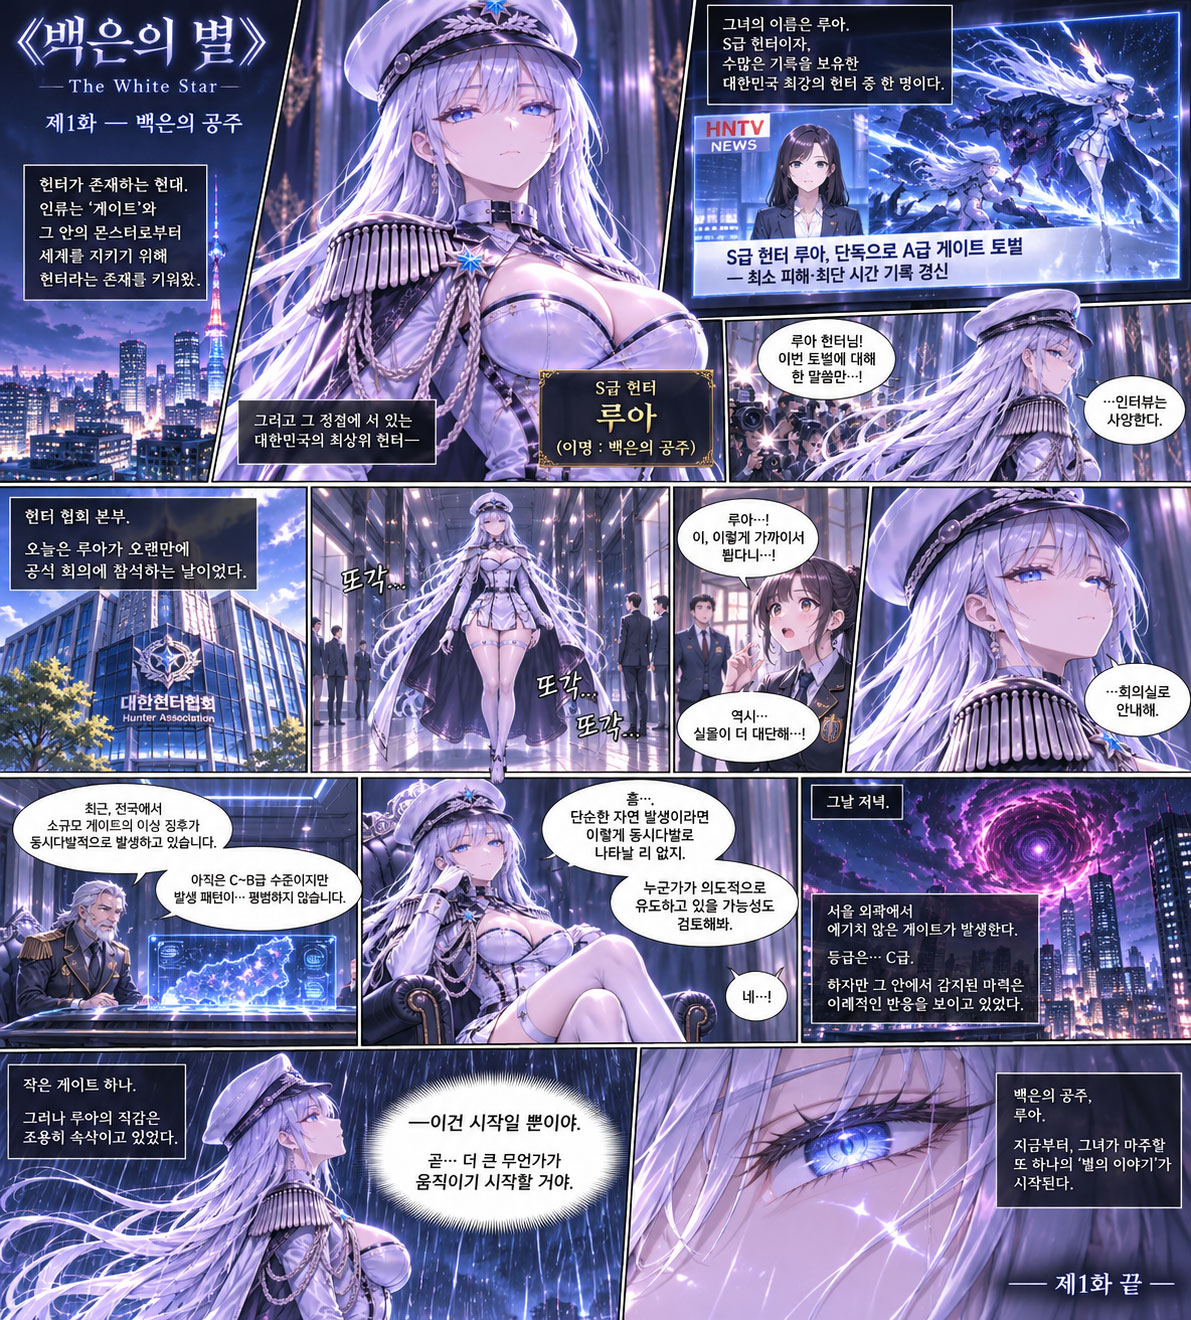 《백은의 별》
— The White Star —
제1화 — 백은의 공주
헌터가 존재하는 현대.
인류는 ‘게이트’와
그 안의 몬스터로부터
세계를 지키기 위해
헌터라는 존재를 키워왔.
그리고 그 정졉에 서 있는
대한민국의 최상위 헌터—
S급 헌터
루아
(이명 : 백은의 공주)
그녀의 이름은 루아.
S급 헌터이자,
수많은 기륵을 보유한
대한민국 최강의 헌터 중 한 명이다.
HNTV
NEWS
S급 헌터 루아, 단독으로 A급 게이트 토벌
— 최소 피해·최단 시간 기록 경신
루아 헌터님!
이번 토벌에 대해
한 말씀만…!
…인터뷰는
사양한다.
헌터 협회 본부.
오늘은 루아가 오랜만에
공식 회의에 참석하는 날이었다.
대한현터협회
Hunter Association
또각…
또각…
또각…
루아…!
이, 이렇게 가까이서
뵙다니…!
역시…
실몰이 더 대단해…!
…회의실로
안내해.
최근, 전국에서
소규모 게이트의 이상 징후가
동시다발적으로 발생하고 있습니다.
아직은 C~B급 수준이지만
발생 패턴이… 평범하지 않습니다.
흠….
단순한 자연 발생이라면
이렇게 동시다발로
나타날 리 없지.
누군가가 의도적으로
유도하고 있을 가능성도
검토해봐.
네…!
그날 저녁.
서울 외곽에서
에기치 않은 게이트가 발생한다.
등급은… C급.
하지만 그 안에서 감지된 마력은
이례적인 반응을 보이고 있었다.
작은 게이트 하나.
그러나 루아의 직감은
조용히 속삭이고 있었다.
—이건 시작일 뿐이야.
곧… 더 큰 무언가가
움직이기 시작할 거야.
백은의 공주,
루아.
지금부터, 그녀가 마주할
또 하나의 ‘별의 이야기’가
시작된다.
— 제1화 끝 —